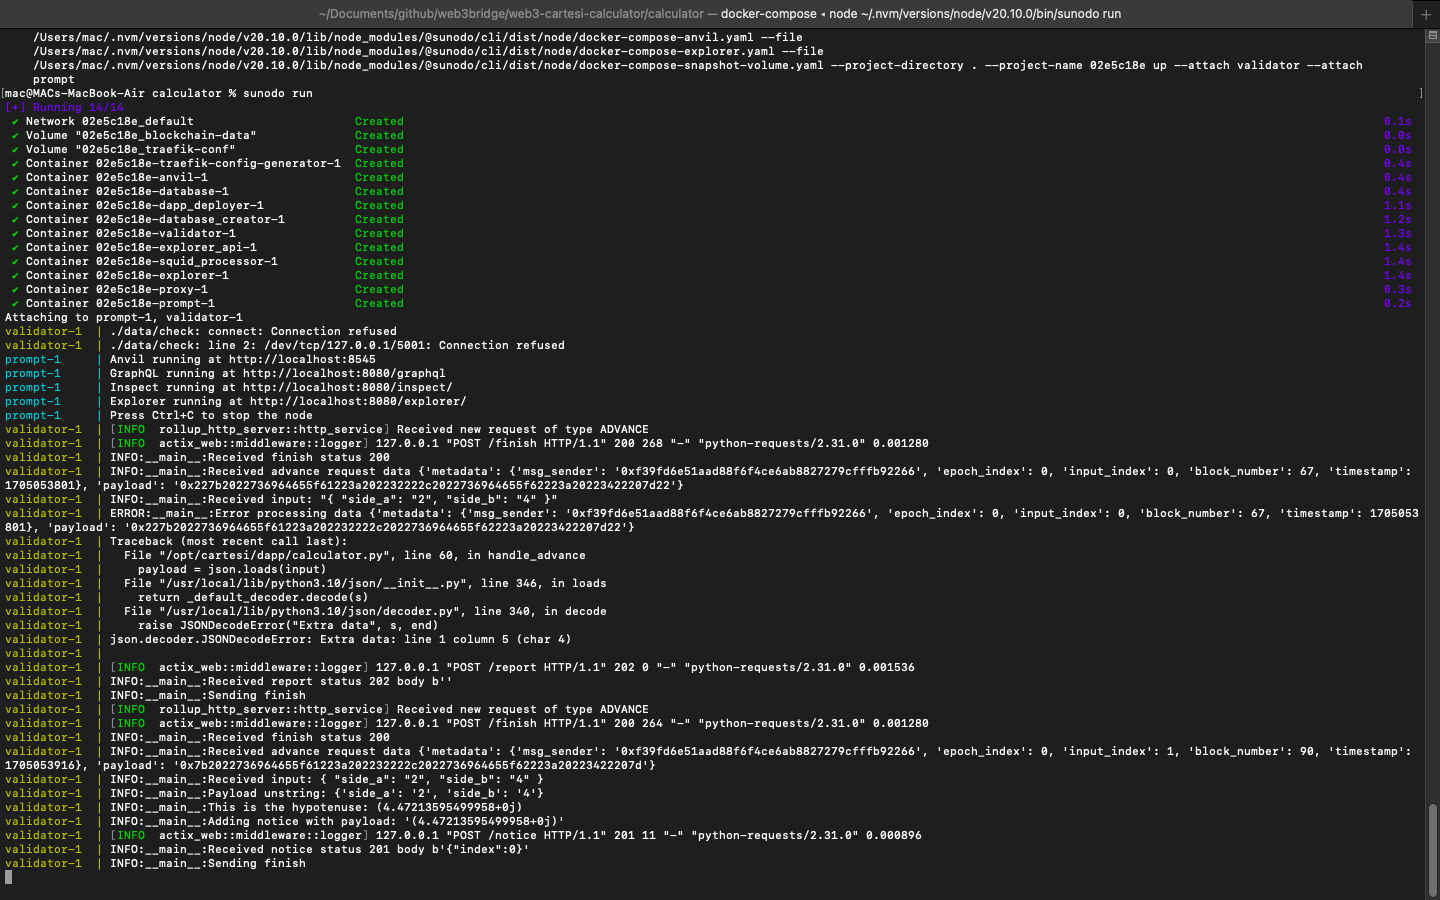 ~/Documents/github/web3bridge/web3-cartesi-calculator/calculator — docker-compose ◂ node ~/.nvm/versions/node/v20.10.0/bin/sunodo run
/Users/mac/.nvm/versions/node/v20.10.0/lib/node_modules/@sunodo/cli/dist/node/docker-compose-anvil.yaml --file
/Users/mac/.nvm/versions/node/v20.10.0/lib/node_modules/@sunodo/cli/dist/node/docker-compose-explorer.yaml --file
/Users/mac/.nvm/versions/node/v20.10.0/lib/node_modules/@sunodo/cli/dist/node/docker-compose-snapshot-volume.yaml --project-directory . --project-name 02e5c18e up --attach validator --attach
prompt
[mac@MACs-MacBook-Air calculator % sunodo run ]
[+] Running 14/14
✔ Network 02e5c18e_default Created 0.1s
✔ Volume "02e5c18e_blockchain-data" Created 0.0s
✔ Volume "02e5c18e_traefik-conf" Created 0.0s
✔ Container 02e5c18e-traefik-config-generator-1 Created 0.4s
✔ Container 02e5c18e-anvil-1 Created 0.4s
✔ Container 02e5c18e-database-1 Created 0.4s
✔ Container 02e5c18e-dapp_deployer-1 Created 1.1s
✔ Container 02e5c18e-database_creator-1 Created 1.2s
✔ Container 02e5c18e-validator-1 Created 1.3s
✔ Container 02e5c18e-explorer_api-1 Created 1.4s
✔ Container 02e5c18e-squid_processor-1 Created 1.4s
✔ Container 02e5c18e-explorer-1 Created 1.4s
✔ Container 02e5c18e-proxy-1 Created 0.3s
✔ Container 02e5c18e-prompt-1 Created 0.2s
Attaching to prompt-1, validator-1
validator-1 | ./data/check: connect: Connection refused
validator-1 | ./data/check: line 2: /dev/tcp/127.0.0.1/5001: Connection refused
prompt-1 | Anvil running at http://localhost:8545
prompt-1 | GraphQL running at http://localhost:8080/graphql
prompt-1 | Inspect running at http://localhost:8080/inspect/
prompt-1 | Explorer running at http://localhost:8080/explorer/
prompt-1 | Press Ctrl+C to stop the node
validator-1 | [INFO rollup_http_server::http_service] Received new request of type ADVANCE
validator-1 | [INFO actix_web::middleware::logger] 127.0.0.1 "POST /finish HTTP/1.1" 200 268 "-" "python-requests/2.31.0" 0.001280
validator-1 | INFO:__main__:Received finish status 200
validator-1 | INFO:__main__:Received advance request data {'metadata': {'msg_sender': '0xf39fd6e51aad88f6f4ce6ab8827279cfffb92266', 'epoch_index': 0, 'input_index': 0, 'block_number': 67, 'timestamp':
1705053801}, 'payload': '0x227b2022736964655f61223a202232222c2022736964655f62223a20223422207d22'}
validator-1 | INFO:__main__:Received input: "{ "side_a": "2", "side_b": "4" }"
validator-1 | ERROR:__main__:Error processing data {'metadata': {'msg_sender': '0xf39fd6e51aad88f6f4ce6ab8827279cfffb92266', 'epoch_index': 0, 'input_index': 0, 'block_number': 67, 'timestamp': 1705053
801}, 'payload': '0x227b2022736964655f61223a202232222c2022736964655f62223a20223422207d22'}
validator-1 | Traceback (most recent call last):
validator-1 | File "/opt/cartesi/dapp/calculator.py", line 60, in handle_advance
validator-1 | payload = json.loads(input)
validator-1 | File "/usr/local/lib/python3.10/json/__init__.py", line 346, in loads
validator-1 | return _default_decoder.decode(s)
validator-1 | File "/usr/local/lib/python3.10/json/decoder.py", line 340, in decode
validator-1 | raise JSONDecodeError("Extra data", s, end)
validator-1 | json.decoder.JSONDecodeError: Extra data: line 1 column 5 (char 4)
validator-1 |
validator-1 | [INFO actix_web::middleware::logger] 127.0.0.1 "POST /report HTTP/1.1" 202 0 "-" "python-requests/2.31.0" 0.001536
validator-1 | INFO:__main__:Received report status 202 body b''
validator-1 | INFO:__main__:Sending finish
validator-1 | [INFO rollup_http_server::http_service] Received new request of type ADVANCE
validator-1 | [INFO actix_web::middleware::logger] 127.0.0.1 "POST /finish HTTP/1.1" 200 264 "-" "python-requests/2.31.0" 0.001280
validator-1 | INFO:__main__:Received finish status 200
validator-1 | INFO:__main__:Received advance request data {'metadata': {'msg_sender': '0xf39fd6e51aad88f6f4ce6ab8827279cfffb92266', 'epoch_index': 0, 'input_index': 1, 'block_number': 90, 'timestamp':
1705053916}, 'payload': '0x7b2022736964655f61223a202232222c2022736964655f62223a20223422207d'}
validator-1 | INFO:__main__:Received input: { "side_a": "2", "side_b": "4" }
validator-1 | INFO:__main__:Payload unstring: {'side_a': '2', 'side_b': '4'}
validator-1 | INFO:__main__:This is the hypotenuse: (4.47213595499958+0j)
validator-1 | INFO:__main__:Adding notice with payload: '(4.47213595499958+0j)'
validator-1 | [INFO actix_web::middleware::logger] 127.0.0.1 "POST /notice HTTP/1.1" 201 11 "-" "python-requests/2.31.0" 0.000896
validator-1 | INFO:__main__:Received notice status 201 body b'{"index":0}'
validator-1 | INFO:__main__:Sending finish